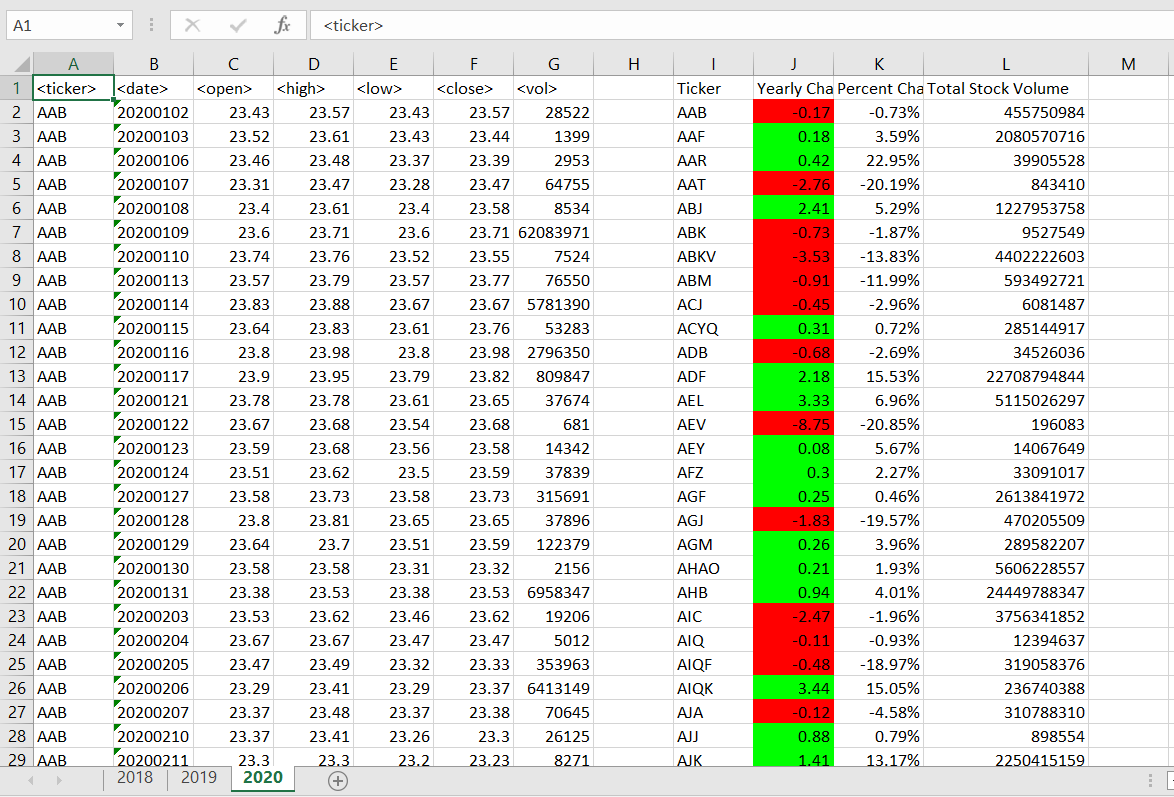 A1 fx <ticker>
A B C D E F G H I J K L M
1 <ticker> <date> <open> <high> <low> <close> <vol> Ticker Yearly Cha Percent Cha Total Stock Volume
2 AAB 20200102 23.43 23.57 23.43 23.57 28522 AAB -0.17 -0.73% 455750984
3 AAB 20200103 23.52 23.61 23.43 23.44 1399 AAF 0.18 3.59% 2080570716
4 AAB 20200106 23.46 23.48 23.37 23.39 2953 AAR 0.42 22.95% 39905528
5 AAB 20200107 23.31 23.47 23.28 23.47 64755 AAT -2.76 -20.19% 843410
6 AAB 20200108 23.4 23.61 23.4 23.58 8534 ABJ 2.41 5.29% 1227953758
7 AAB 20200109 23.6 23.71 23.6 23.71 62083971 ABK -0.73 -1.87% 9527549
8 AAB 20200110 23.74 23.76 23.52 23.55 7524 ABKV -3.53 -13.83% 4402222603
9 AAB 20200113 23.57 23.79 23.57 23.77 76550 ABM -0.91 -11.99% 593492721
10 AAB 20200114 23.83 23.88 23.67 23.67 5781390 ACJ -0.45 -2.96% 6081487
11 AAB 20200115 23.64 23.83 23.61 23.76 53283 ACYQ 0.31 0.72% 285144917
12 AAB 20200116 23.8 23.98 23.8 23.98 2796350 ADB -0.68 -2.69% 34526036
13 AAB 20200117 23.9 23.95 23.79 23.82 809847 ADF 2.18 15.53% 22708794844
14 AAB 20200121 23.78 23.78 23.61 23.65 37674 AEL 3.33 6.96% 5115026297
15 AAB 20200122 23.67 23.68 23.54 23.68 681 AEV -8.75 -20.85% 196083
16 AAB 20200123 23.59 23.68 23.56 23.58 14342 AEY 0.08 5.67% 14067649
17 AAB 20200124 23.51 23.62 23.5 23.59 37839 AFZ 0.3 2.27% 33091017
18 AAB 20200127 23.58 23.73 23.58 23.73 315691 AGF 0.25 0.46% 2613841972
19 AAB 20200128 23.8 23.81 23.65 23.65 37896 AGJ -1.83 -19.57% 470205509
20 AAB 20200129 23.64 23.7 23.51 23.59 122379 AGM 0.26 3.96% 289582207
21 AAB 20200130 23.58 23.58 23.31 23.32 2156 AHAO 0.21 1.93% 5606228557
22 AAB 20200131 23.38 23.53 23.38 23.53 6958347 AHB 0.94 4.01% 24449788347
23 AAB 20200203 23.53 23.62 23.46 23.62 19206 AIC -2.47 -1.96% 3756341852
24 AAB 20200204 23.67 23.67 23.47 23.47 5012 AIQ -0.11 -0.93% 12394637
25 AAB 20200205 23.47 23.49 23.32 23.33 353963 AIQF -0.48 -18.97% 319058376
26 AAB 20200206 23.29 23.41 23.29 23.37 6413149 AIQK 3.44 15.05% 236740388
27 AAB 20200207 23.37 23.48 23.37 23.38 70645 AJA -0.12 -4.58% 310788310
28 AAB 20200210 23.37 23.41 23.26 23.3 26125 AJJ 0.88 0.79% 898554
29 AAB 20200211 23.3 23.3 23.2 23.23 8271 AJK 1.41 13.17% 2250415159
2018 2019 2020